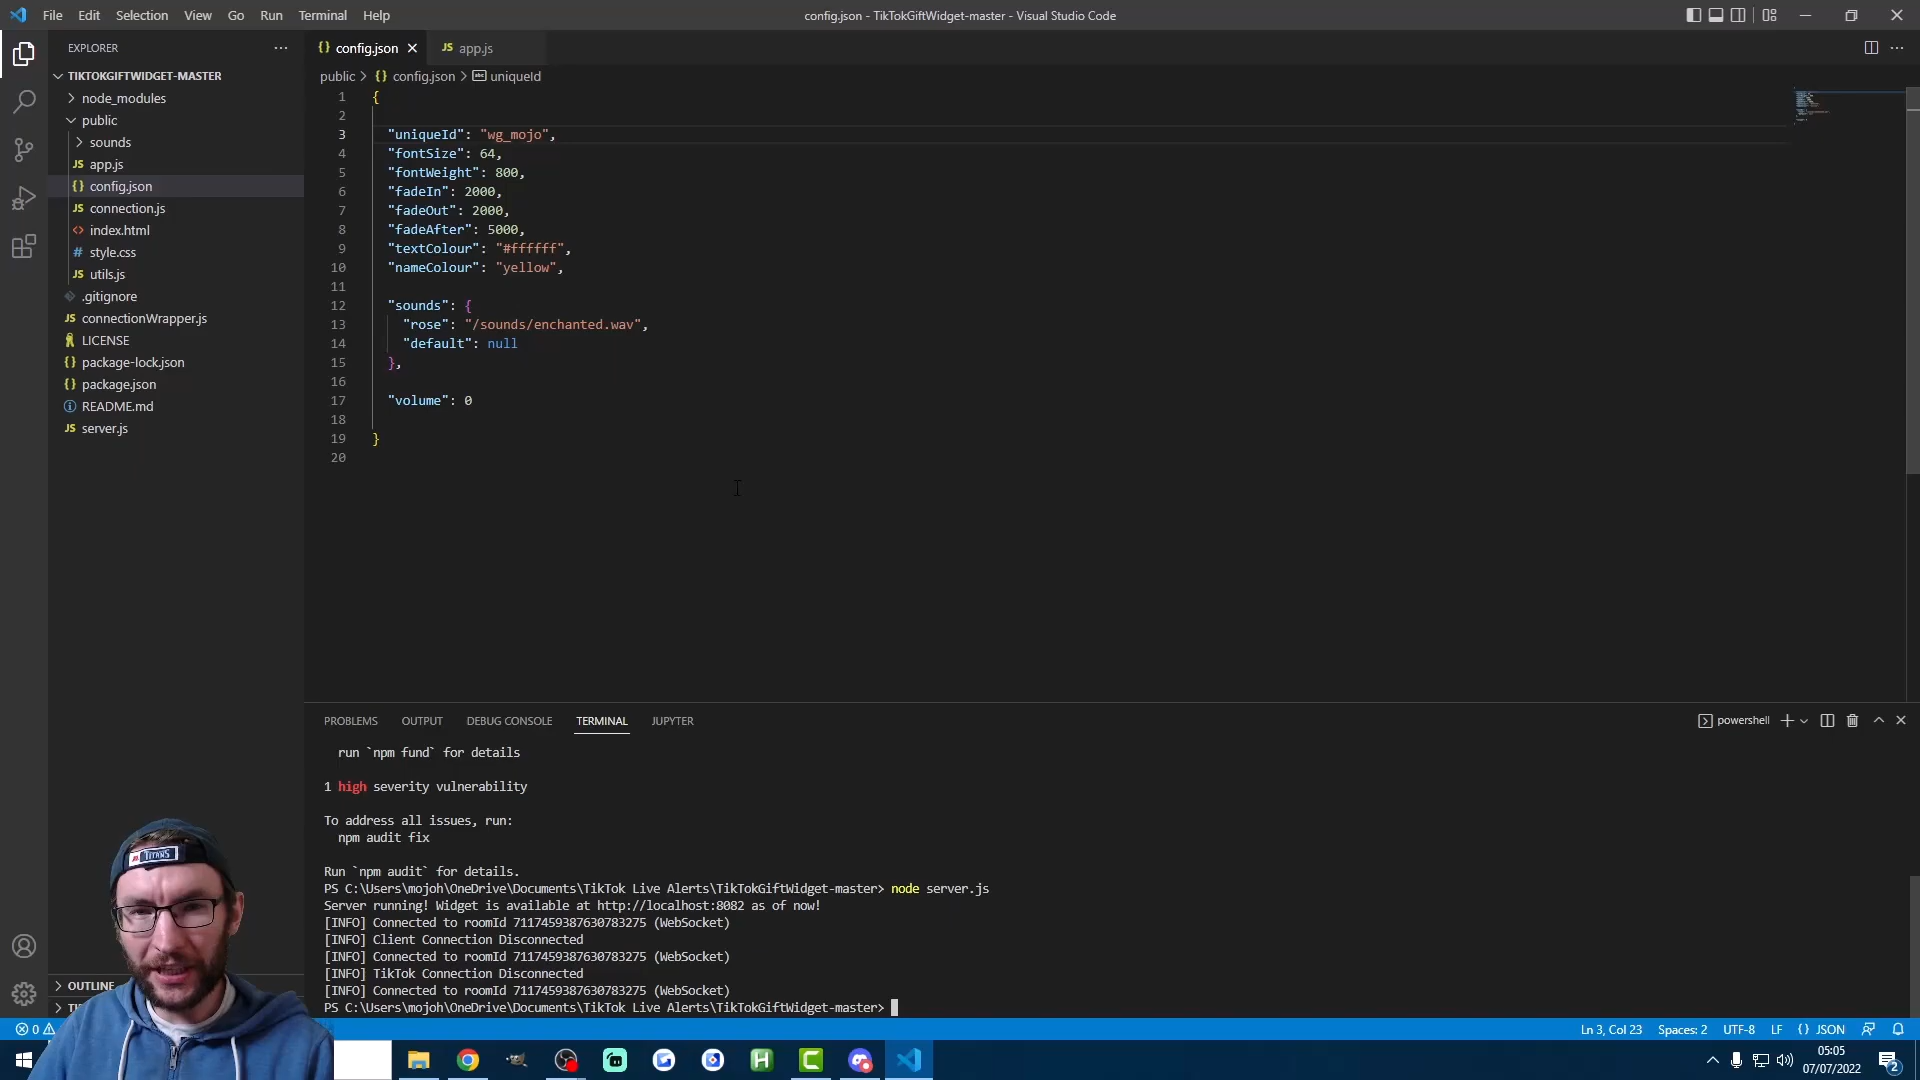 File Edit Selection View Go Run Terminal Help
config.json - TikTokGiftWidget-master - Visual Studio Code
EXPLORER
TIKTOKGIFTWIDGET-MASTER
node_modules
public
sounds
JS app.js
{} config.json
JS connection.js
<> index.html
# style.css
JS utils.js
.gitignore
JS connectionWrapper.js
LICENSE
{} package-lock.json
{} package.json
README.md
JS server.js
OUTLINE
{} config.json
JS app.js
public > {} config.json > uniqueId
1 {
2
3 "uniqueId": "wg_mojo",
4 "fontSize": 64,
5 "fontWeight": 800,
6 "fadeIn": 2000,
7 "fadeOut": 2000,
8 "fadeAfter": 5000,
9 "textColour": "#ffffff",
10 "nameColour": "yellow",
11
12 "sounds": {
13 "rose": "/sounds/enchanted.wav",
14 "default": null
15 },
16
17 "volume": 0
18
19 }
20
PROBLEMS OUTPUT DEBUG CONSOLE TERMINAL JUPYTER
powershell
run `npm fund` for details
1 high severity vulnerability
To address all issues, run:
npm audit fix
Run `npm audit` for details.
PS C:\Users\mojoh\OneDrive\Documents\TikTok Live Alerts\TikTokGiftWidget-master> node server.js
Server running! Widget is available at http://localhost:8082 as of now!
[INFO] Connected to roomId 7117459387630783275 (WebSocket)
[INFO] Client Connection Disconnected
[INFO] Connected to roomId 7117459387630783275 (WebSocket)
[INFO] TikTok Connection Disconnected
[INFO] Connected to roomId 7117459387630783275 (WebSocket)
PS C:\Users\mojoh\OneDrive\Documents\TikTok Live Alerts\TikTokGiftWidget-master>
TITANS
0
Ln 3, Col 23 Spaces: 2 UTF-8 LF {} JSON
05:05
07/07/2022
2